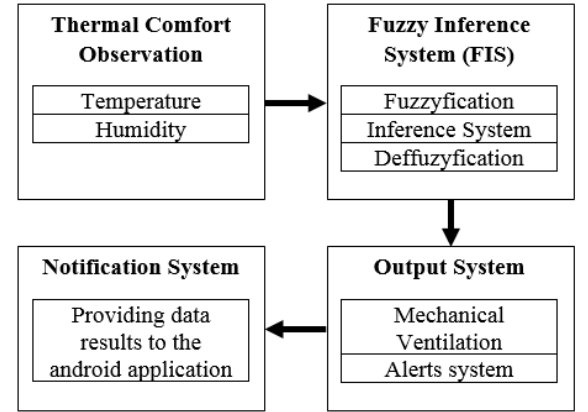 Thermal Comfort
Observation
Temperature
Humidity
Fuzzy Inference
System (FIS)
Fuzzyfication
Inference System
Deffuzyfication
Notification System
Providing data
results to the
android application
Output System
Mechanical
Ventilation
Alerts system